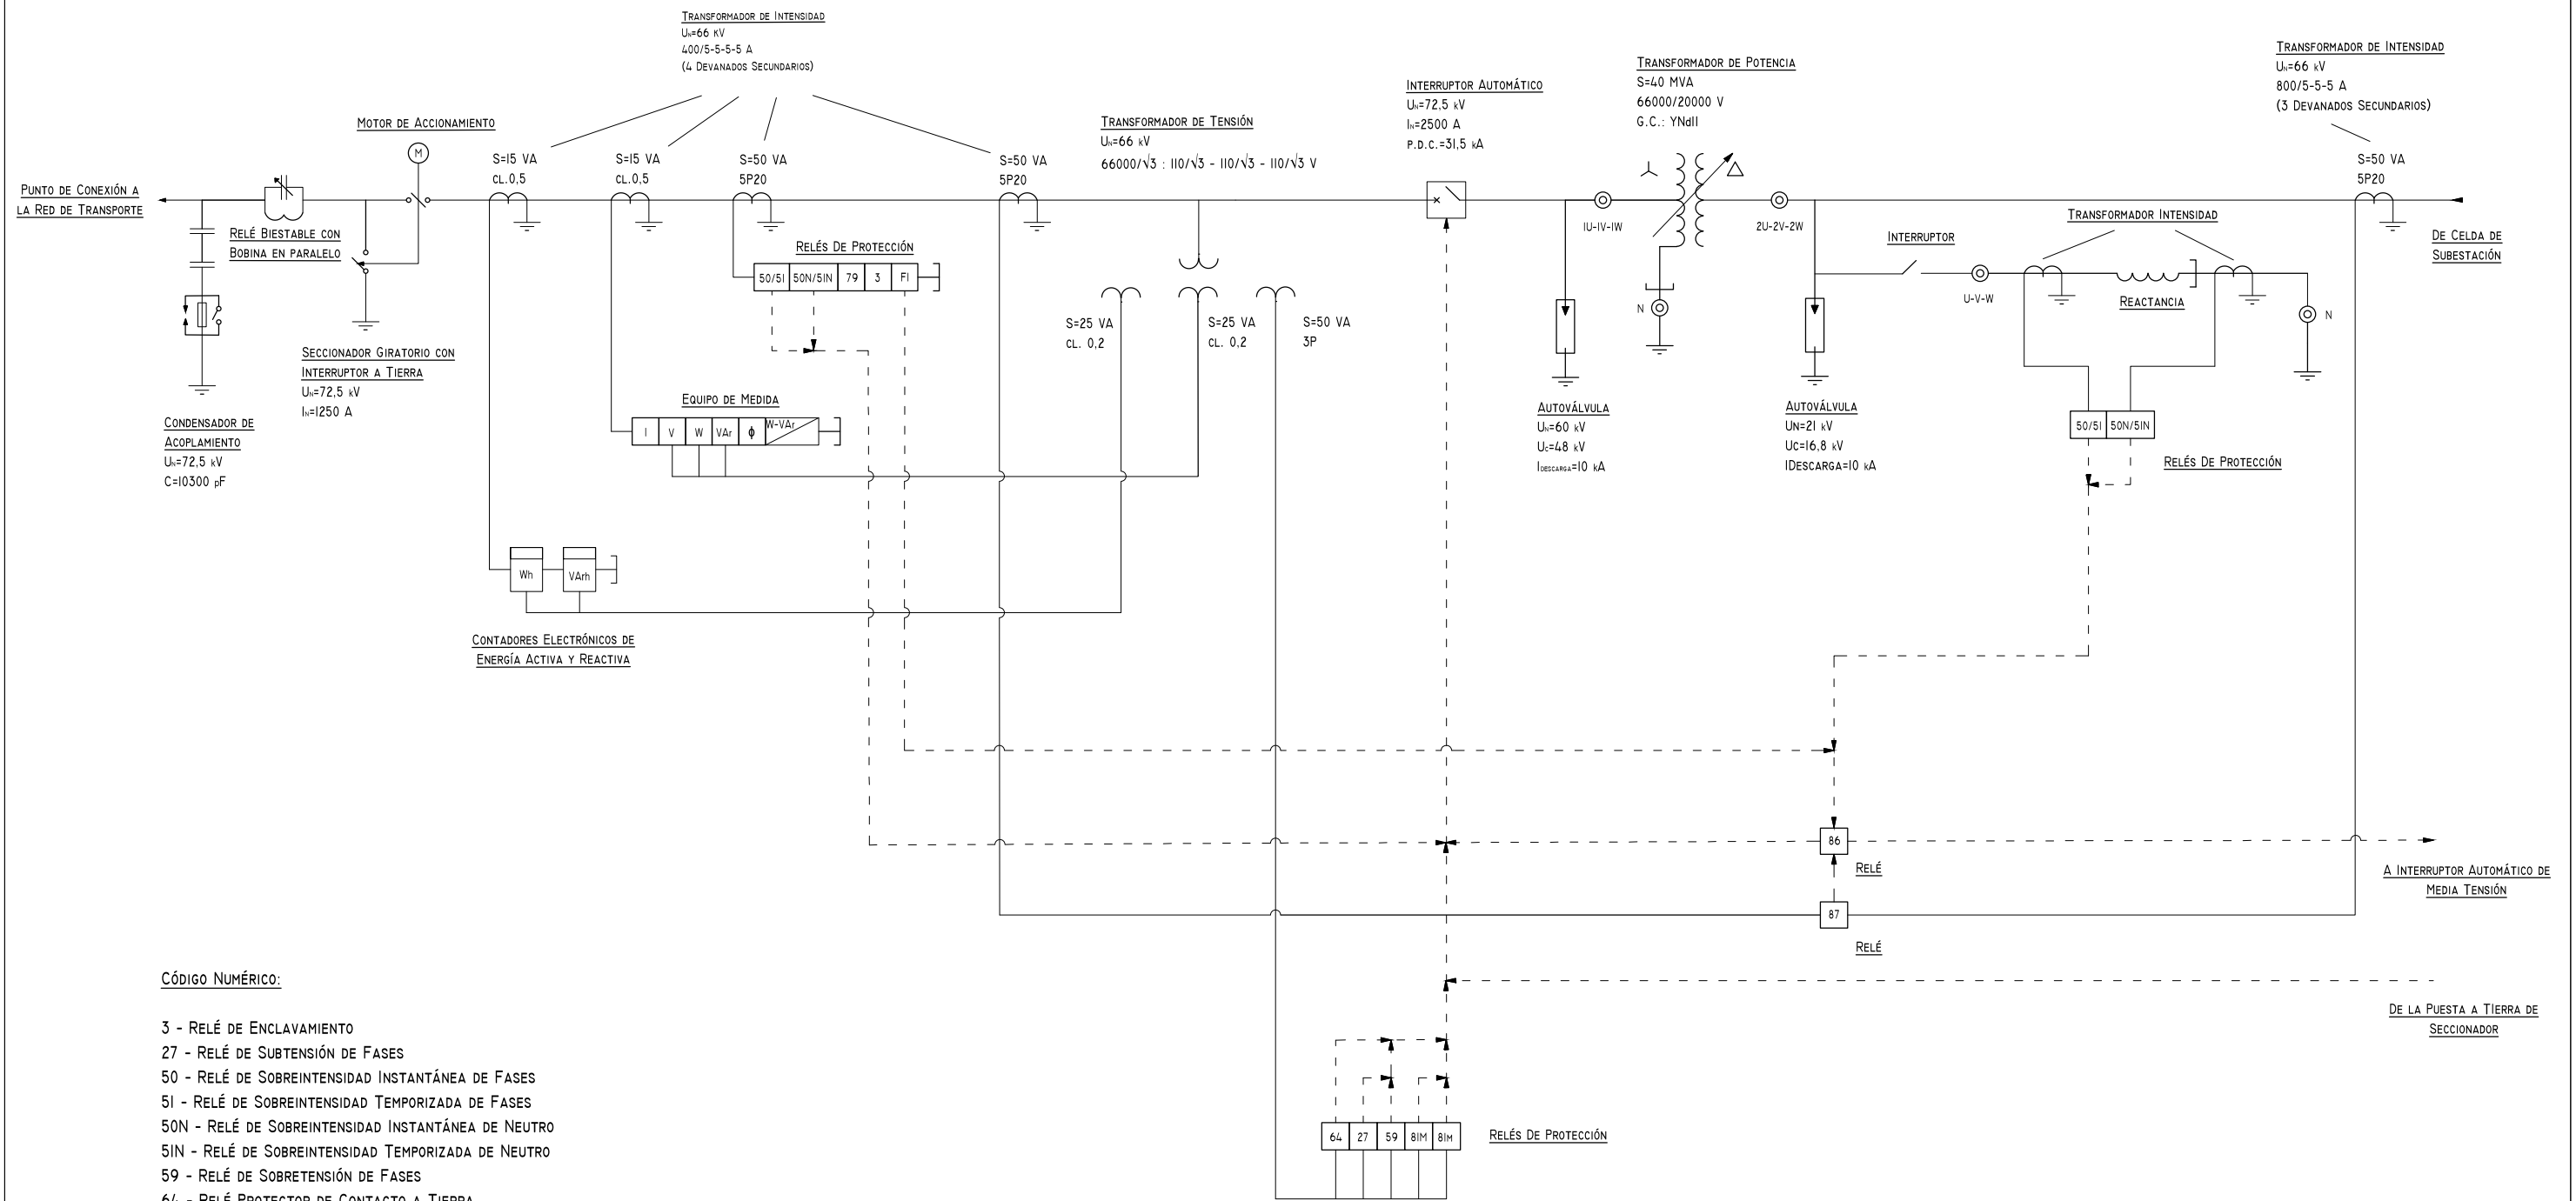 Transformador de Intensidad
UN=66 KV
400/5-5-5-5 A
(4 Devanados Secundarios)
Transformador de Intensidad
UN=66 kV
800/5-5-5 A
(3 Devanados Secundarios)
Transformador de Potencia
S=40 MVA
66000/20000 V
G.C.: YNd11
Interruptor Automático
UN=72,5 kV
IN=2500 A
P.D.C.=31,5 kA
Motor de Accionamiento
M
Transformador de Tensión
UN=66 kV
66000/√3 : 110/√3 - 110/√3 - 110/√3 V
S=15 VA
CL.0,5
S=15 VA
CL.0,5
S=50 VA
5P20
S=50 VA
5P20
S=50 VA
5P20
Punto de Conexión a
la Red de Transporte
Relé Biestable con
Bobina en paralelo
Relés De Protección
50/51 50N/51N 79 3 FI
1U-1V-1W
2U-2V-2W
Interruptor
Transformador Intensidad
De Celda de
Subestación
U-V-W
Reactancia
N
N
S=25 VA
CL. 0,2
S=25 VA
CL. 0,2
S=50 VA
3P
Seccionador Giratorio con
Interruptor a Tierra
UN=72,5 kV
IN=1250 A
Condensador de
Acoplamiento
UN=72,5 kV
C=10300 pF
Equipo de Medida
I V W VAr ϕ W-VAr
Autoválvula
UN=60 kV
UC=48 kV
IDESCARGA=10 kA
Autoválvula
UN=21 kV
UC=16,8 kV
IDescarga=10 kA
50/51 50N/51N
Relés De Protección
Wh VArh
Contadores Electrónicos de
Energía Activa y Reactiva
86
Relé
A Interruptor Automático de
Media Tensión
87
Relé
De la Puesta a TIerra de
Seccionador
64 27 59 81M 81m
Relés De Protección
Código Numérico:
3 - Relé de Enclavamiento
27 - Relé de Subtensión de Fases
50 - Relé de Sobreintensidad Instantánea de Fases
51 - Relé de Sobreintensidad Temporizada de Fases
50N - Relé de Sobreintensidad Instantánea de Neutro
51N - Relé de Sobreintensidad Temporizada de Neutro
59 - Relé de Sobretensión de Fases
64 - Relé Protector de Contacto a Tierra